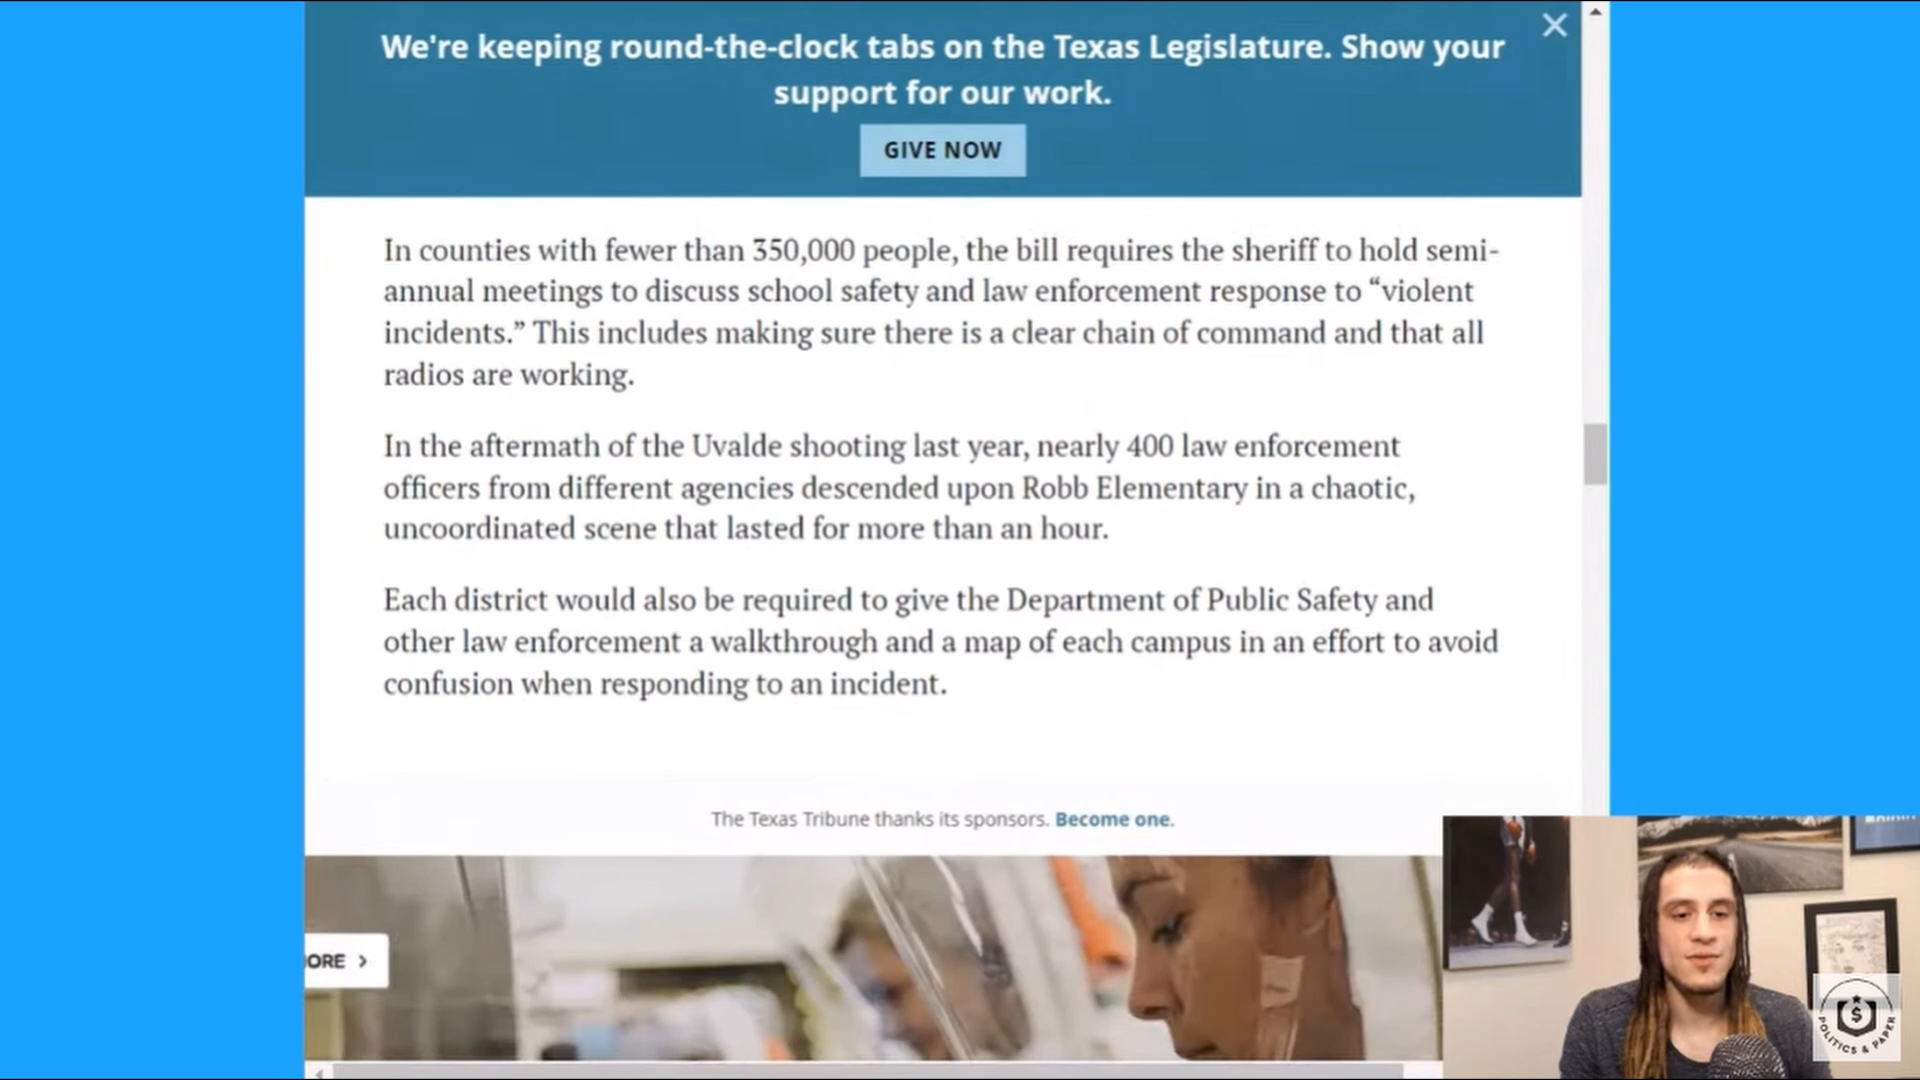 We're keeping round-the-clock tabs on the Texas Legislature. Show your
support for our work.
GIVE NOW
In counties with fewer than 350,000 people, the bill requires the sheriff to hold semi-
annual meetings to discuss school safety and law enforcement response to “violent
incidents.” This includes making sure there is a clear chain of command and that all
radios are working.
In the aftermath of the Uvalde shooting last year, nearly 400 law enforcement
officers from different agencies descended upon Robb Elementary in a chaotic,
uncoordinated scene that lasted for more than an hour.
Each district would also be required to give the Department of Public Safety and
other law enforcement a walkthrough and a map of each campus in an effort to avoid
confusion when responding to an incident.
The Texas Tribune thanks its sponsors. Become one.
ORE >
$
POLITICS & PAPER